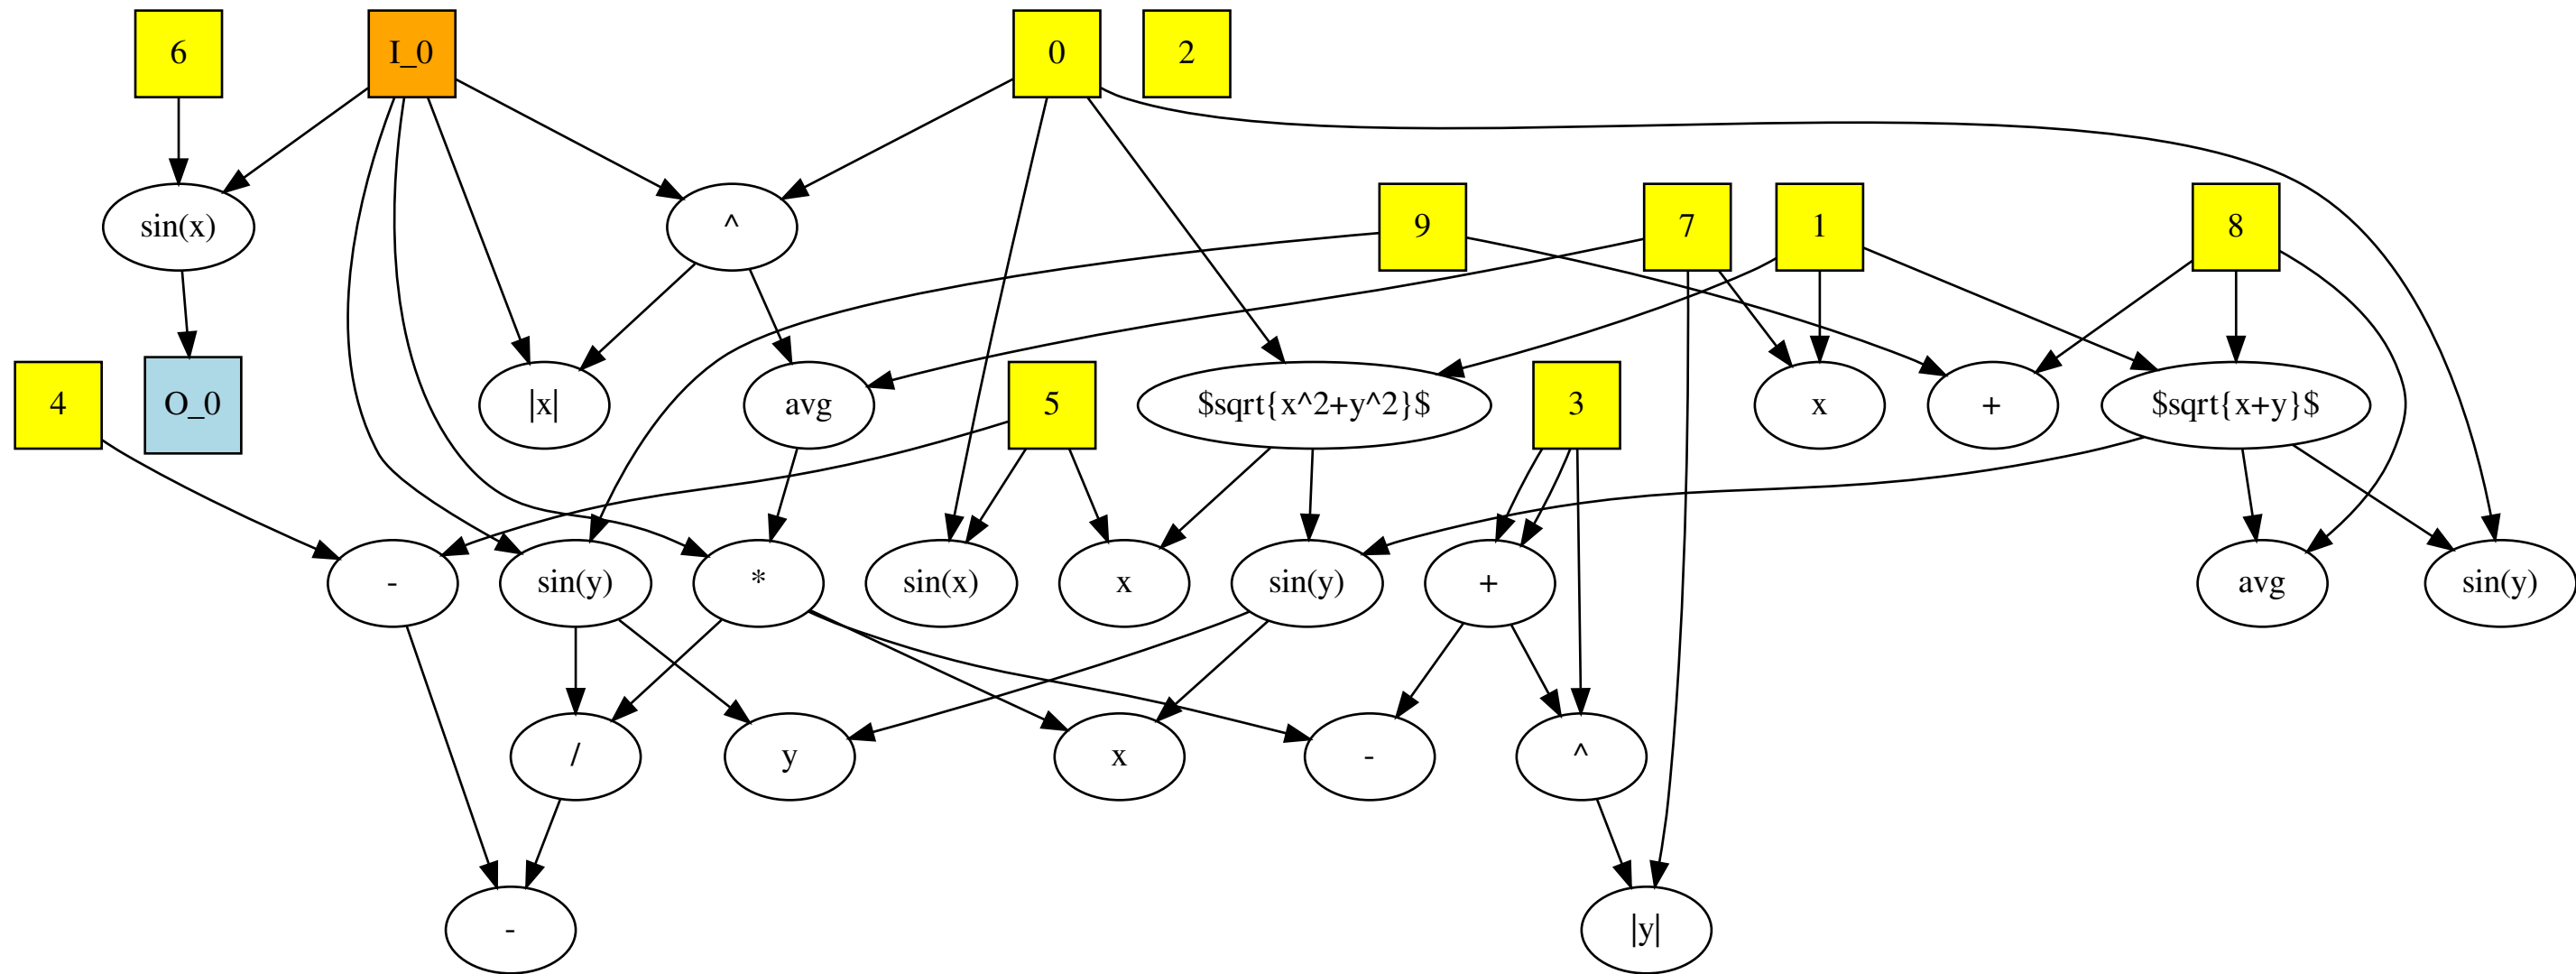 6 I_0 0 2
sin(x) ^ 9 7 1 8
4 O_0 |x| avg 5 $sqrt{x^2+y^2}$ 3 x + $sqrt{x+y}$
- sin(y) * sin(x) x sin(y) + avg sin(y)
/ y x - ^
- |y|